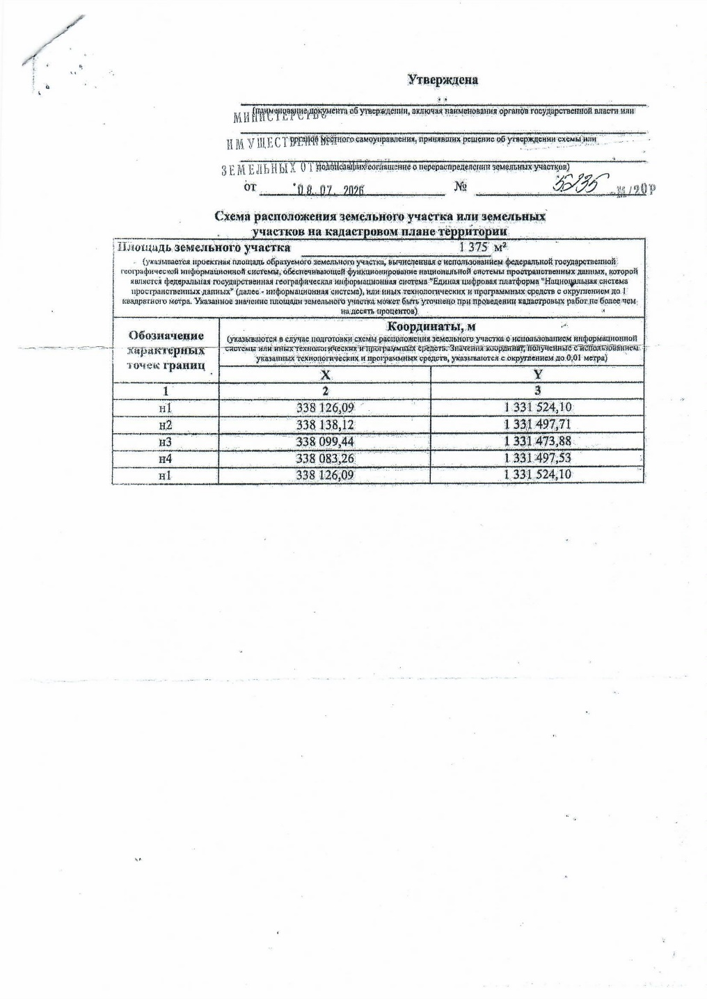 Утверждена
(наименование документа об утверждении, включая наименования органов государственной власти или
МИНИСТЕРСТВО
органов местного самоуправления, принявших решение об утверждении схемы или
ИМУЩЕСТВЕННЫХ
подписавших соглашение о перераспределении земельных участков)
ЗЕМЕЛЬНЫХ
от 08.07.2026 № 5235
Схема расположения земельного участка или земельных
участков на кадастровом плане территории
Площадь земельного участка 1 375 м²
(указывается проектная площадь образуемого земельного участка, вычисленная с использованием федеральной государственной
географической информационной системы, обеспечивающей функционирование национальной системы пространственных данных, которой
является федеральная государственная географическая информационная система "Единая цифровая платформа "Национальная система
пространственных данных" (далее - информационная система), или иных технологических и программных средств с округлением до 1
квадратного метра. Указанное значение площади земельного участка может быть уточнено при проведении кадастровых работ не более чем
на десять процентов)
Обозначение
характерных
точек границ
Координаты, м
(указываются в случае подготовки схемы расположения земельного участка с использованием информационной
системы или иных технологических и программных средств. Значения координат, полученные с использованием
указанных технологических и программных средств, указываются с округлением до 0,01 метра)
X Y
1 2 3
н1 338 126,09 1 331 524,10
н2 338 138,12 1 331 497,71
н3 338 099,44 1 331 473,88
н4 338 083,26 1 331 497,53
н1 338 126,09 1 331 524,10